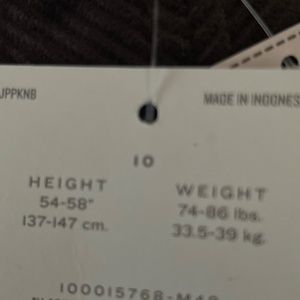 JPPKNB
MADE IN INDONES
10
HEIGHT
54-58"
137-147 cm.
WEIGHT
74-86 lbs.
33.5-39 kg.
100015768-M48